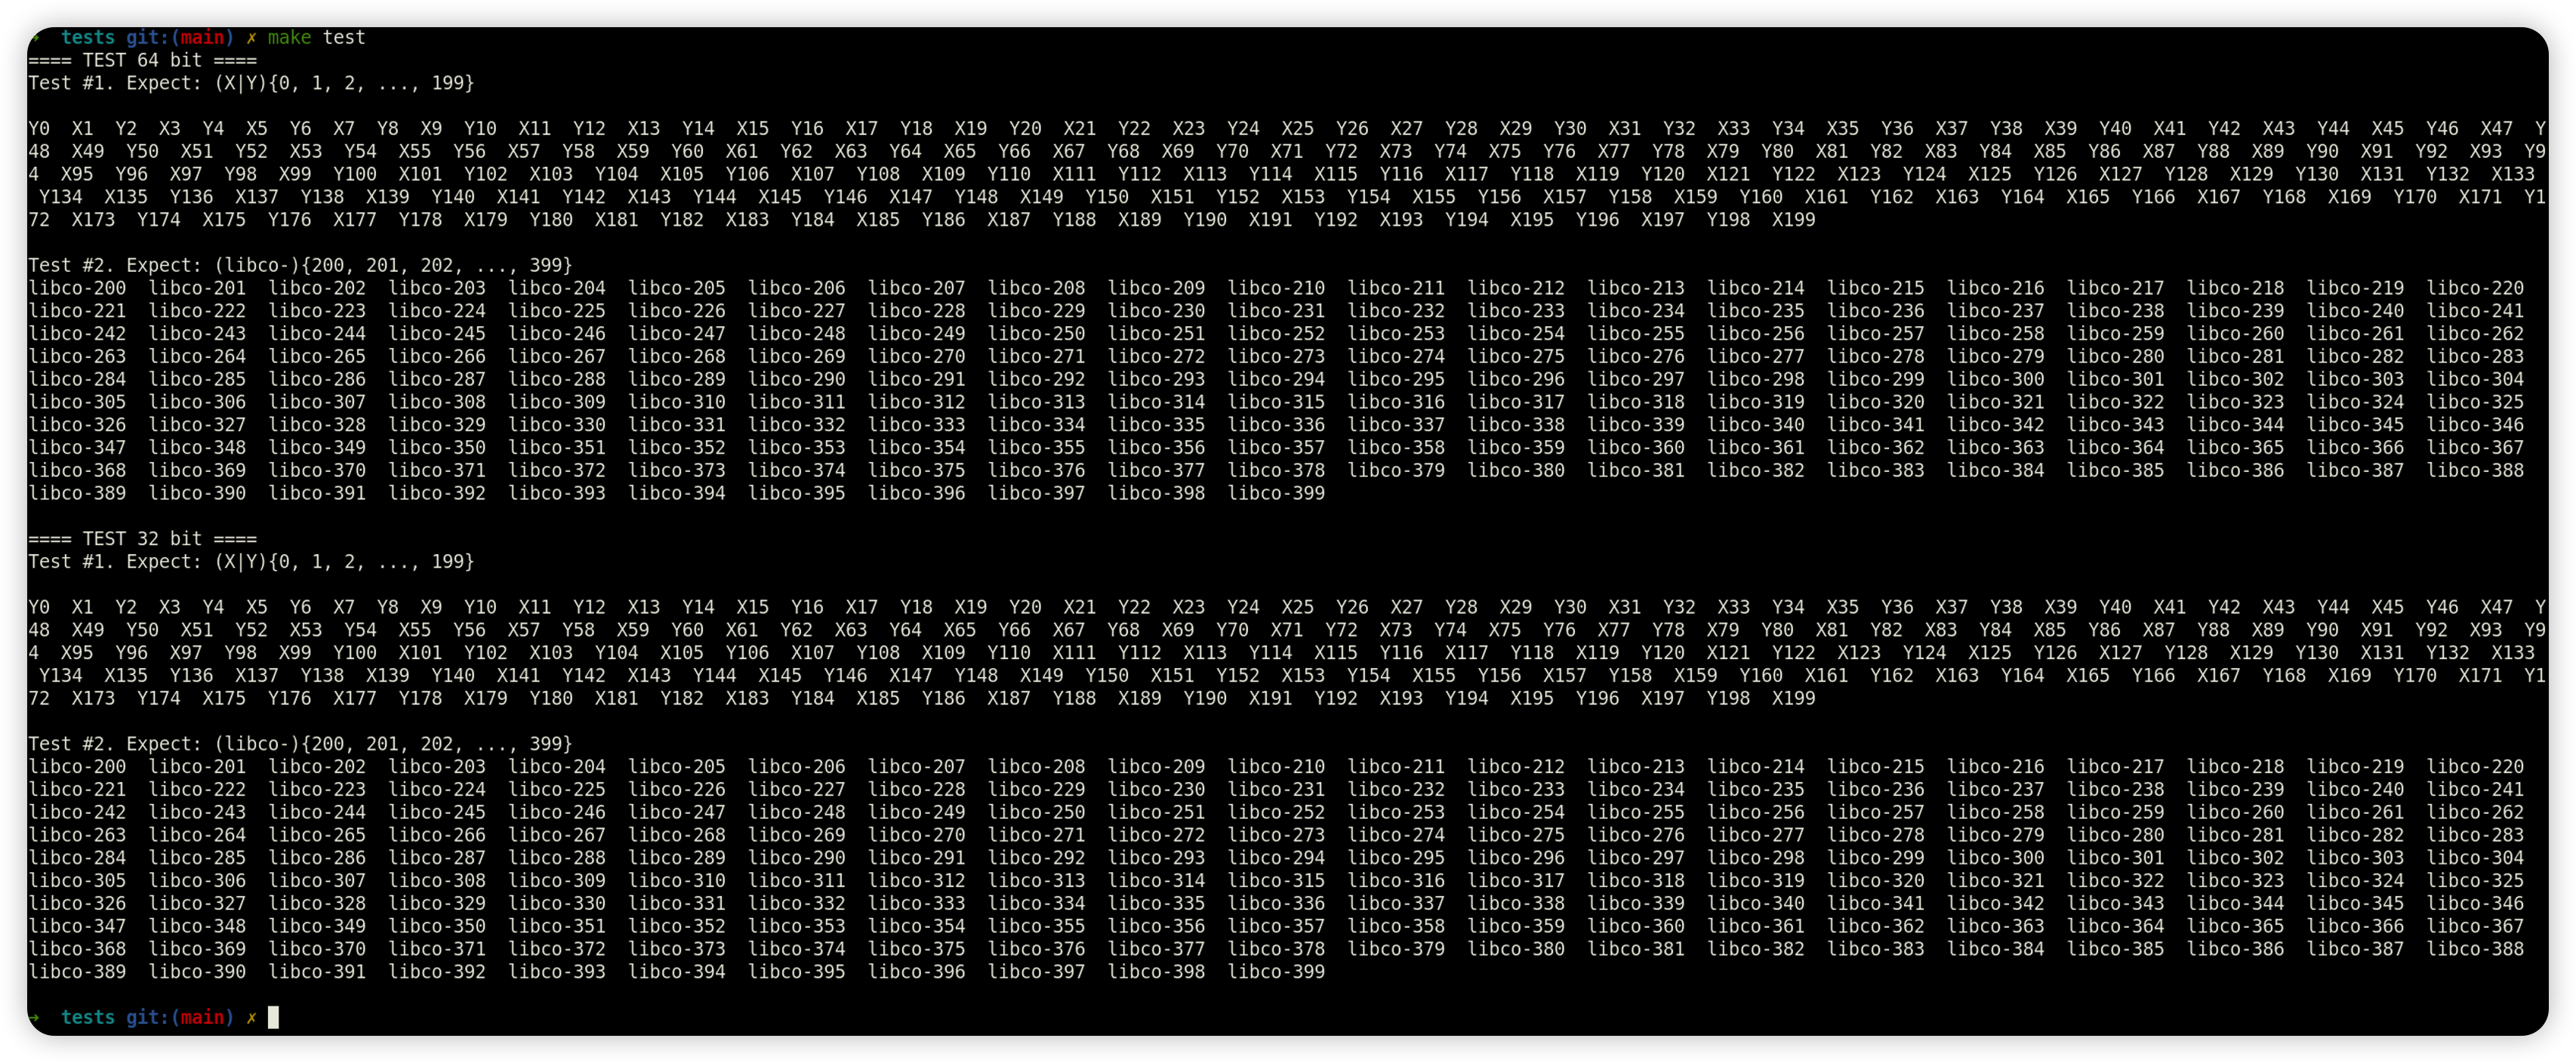 →  tests git:(main) ✗ make test
==== TEST 64 bit ====
Test #1. Expect: (X|Y){0, 1, 2, ..., 199}

Y0  X1  Y2  X3  Y4  X5  Y6  X7  Y8  X9  Y10  X11  Y12  X13  Y14  X15  Y16  X17  Y18  X19  Y20  X21  Y22  X23  Y24  X25  Y26  X27  Y28  X29  Y30  X31  Y32  X33  Y34  X35  Y36  X37  Y38  X39  Y40  X41  Y42  X43  Y44  X45  Y46  X47  Y
48  X49  Y50  X51  Y52  X53  Y54  X55  Y56  X57  Y58  X59  Y60  X61  Y62  X63  Y64  X65  Y66  X67  Y68  X69  Y70  X71  Y72  X73  Y74  X75  Y76  X77  Y78  X79  Y80  X81  Y82  X83  Y84  X85  Y86  X87  Y88  X89  Y90  X91  Y92  X93  Y9
4  X95  Y96  X97  Y98  X99  Y100  X101  Y102  X103  Y104  X105  Y106  X107  Y108  X109  Y110  X111  Y112  X113  Y114  X115  Y116  X117  Y118  X119  Y120  X121  Y122  X123  Y124  X125  Y126  X127  Y128  X129  Y130  X131  Y132  X133
 Y134  X135  Y136  X137  Y138  X139  Y140  X141  Y142  X143  Y144  X145  Y146  X147  Y148  X149  Y150  X151  Y152  X153  Y154  X155  Y156  X157  Y158  X159  Y160  X161  Y162  X163  Y164  X165  Y166  X167  Y168  X169  Y170  X171  Y1
72  X173  Y174  X175  Y176  X177  Y178  X179  Y180  X181  Y182  X183  Y184  X185  Y186  X187  Y188  X189  Y190  X191  Y192  X193  Y194  X195  Y196  X197  Y198  X199

Test #2. Expect: (libco-){200, 201, 202, ..., 399}
libco-200  libco-201  libco-202  libco-203  libco-204  libco-205  libco-206  libco-207  libco-208  libco-209  libco-210  libco-211  libco-212  libco-213  libco-214  libco-215  libco-216  libco-217  libco-218  libco-219  libco-220
libco-221  libco-222  libco-223  libco-224  libco-225  libco-226  libco-227  libco-228  libco-229  libco-230  libco-231  libco-232  libco-233  libco-234  libco-235  libco-236  libco-237  libco-238  libco-239  libco-240  libco-241
libco-242  libco-243  libco-244  libco-245  libco-246  libco-247  libco-248  libco-249  libco-250  libco-251  libco-252  libco-253  libco-254  libco-255  libco-256  libco-257  libco-258  libco-259  libco-260  libco-261  libco-262
libco-263  libco-264  libco-265  libco-266  libco-267  libco-268  libco-269  libco-270  libco-271  libco-272  libco-273  libco-274  libco-275  libco-276  libco-277  libco-278  libco-279  libco-280  libco-281  libco-282  libco-283
libco-284  libco-285  libco-286  libco-287  libco-288  libco-289  libco-290  libco-291  libco-292  libco-293  libco-294  libco-295  libco-296  libco-297  libco-298  libco-299  libco-300  libco-301  libco-302  libco-303  libco-304
libco-305  libco-306  libco-307  libco-308  libco-309  libco-310  libco-311  libco-312  libco-313  libco-314  libco-315  libco-316  libco-317  libco-318  libco-319  libco-320  libco-321  libco-322  libco-323  libco-324  libco-325
libco-326  libco-327  libco-328  libco-329  libco-330  libco-331  libco-332  libco-333  libco-334  libco-335  libco-336  libco-337  libco-338  libco-339  libco-340  libco-341  libco-342  libco-343  libco-344  libco-345  libco-346
libco-347  libco-348  libco-349  libco-350  libco-351  libco-352  libco-353  libco-354  libco-355  libco-356  libco-357  libco-358  libco-359  libco-360  libco-361  libco-362  libco-363  libco-364  libco-365  libco-366  libco-367
libco-368  libco-369  libco-370  libco-371  libco-372  libco-373  libco-374  libco-375  libco-376  libco-377  libco-378  libco-379  libco-380  libco-381  libco-382  libco-383  libco-384  libco-385  libco-386  libco-387  libco-388
libco-389  libco-390  libco-391  libco-392  libco-393  libco-394  libco-395  libco-396  libco-397  libco-398  libco-399

==== TEST 32 bit ====
Test #1. Expect: (X|Y){0, 1, 2, ..., 199}

Y0  X1  Y2  X3  Y4  X5  Y6  X7  Y8  X9  Y10  X11  Y12  X13  Y14  X15  Y16  X17  Y18  X19  Y20  X21  Y22  X23  Y24  X25  Y26  X27  Y28  X29  Y30  X31  Y32  X33  Y34  X35  Y36  X37  Y38  X39  Y40  X41  Y42  X43  Y44  X45  Y46  X47  Y
48  X49  Y50  X51  Y52  X53  Y54  X55  Y56  X57  Y58  X59  Y60  X61  Y62  X63  Y64  X65  Y66  X67  Y68  X69  Y70  X71  Y72  X73  Y74  X75  Y76  X77  Y78  X79  Y80  X81  Y82  X83  Y84  X85  Y86  X87  Y88  X89  Y90  X91  Y92  X93  Y9
4  X95  Y96  X97  Y98  X99  Y100  X101  Y102  X103  Y104  X105  Y106  X107  Y108  X109  Y110  X111  Y112  X113  Y114  X115  Y116  X117  Y118  X119  Y120  X121  Y122  X123  Y124  X125  Y126  X127  Y128  X129  Y130  X131  Y132  X133
 Y134  X135  Y136  X137  Y138  X139  Y140  X141  Y142  X143  Y144  X145  Y146  X147  Y148  X149  Y150  X151  Y152  X153  Y154  X155  Y156  X157  Y158  X159  Y160  X161  Y162  X163  Y164  X165  Y166  X167  Y168  X169  Y170  X171  Y1
72  X173  Y174  X175  Y176  X177  Y178  X179  Y180  X181  Y182  X183  Y184  X185  Y186  X187  Y188  X189  Y190  X191  Y192  X193  Y194  X195  Y196  X197  Y198  X199

Test #2. Expect: (libco-){200, 201, 202, ..., 399}
libco-200  libco-201  libco-202  libco-203  libco-204  libco-205  libco-206  libco-207  libco-208  libco-209  libco-210  libco-211  libco-212  libco-213  libco-214  libco-215  libco-216  libco-217  libco-218  libco-219  libco-220
libco-221  libco-222  libco-223  libco-224  libco-225  libco-226  libco-227  libco-228  libco-229  libco-230  libco-231  libco-232  libco-233  libco-234  libco-235  libco-236  libco-237  libco-238  libco-239  libco-240  libco-241
libco-242  libco-243  libco-244  libco-245  libco-246  libco-247  libco-248  libco-249  libco-250  libco-251  libco-252  libco-253  libco-254  libco-255  libco-256  libco-257  libco-258  libco-259  libco-260  libco-261  libco-262
libco-263  libco-264  libco-265  libco-266  libco-267  libco-268  libco-269  libco-270  libco-271  libco-272  libco-273  libco-274  libco-275  libco-276  libco-277  libco-278  libco-279  libco-280  libco-281  libco-282  libco-283
libco-284  libco-285  libco-286  libco-287  libco-288  libco-289  libco-290  libco-291  libco-292  libco-293  libco-294  libco-295  libco-296  libco-297  libco-298  libco-299  libco-300  libco-301  libco-302  libco-303  libco-304
libco-305  libco-306  libco-307  libco-308  libco-309  libco-310  libco-311  libco-312  libco-313  libco-314  libco-315  libco-316  libco-317  libco-318  libco-319  libco-320  libco-321  libco-322  libco-323  libco-324  libco-325
libco-326  libco-327  libco-328  libco-329  libco-330  libco-331  libco-332  libco-333  libco-334  libco-335  libco-336  libco-337  libco-338  libco-339  libco-340  libco-341  libco-342  libco-343  libco-344  libco-345  libco-346
libco-347  libco-348  libco-349  libco-350  libco-351  libco-352  libco-353  libco-354  libco-355  libco-356  libco-357  libco-358  libco-359  libco-360  libco-361  libco-362  libco-363  libco-364  libco-365  libco-366  libco-367
libco-368  libco-369  libco-370  libco-371  libco-372  libco-373  libco-374  libco-375  libco-376  libco-377  libco-378  libco-379  libco-380  libco-381  libco-382  libco-383  libco-384  libco-385  libco-386  libco-387  libco-388
libco-389  libco-390  libco-391  libco-392  libco-393  libco-394  libco-395  libco-396  libco-397  libco-398  libco-399

→  tests git:(main) ✗